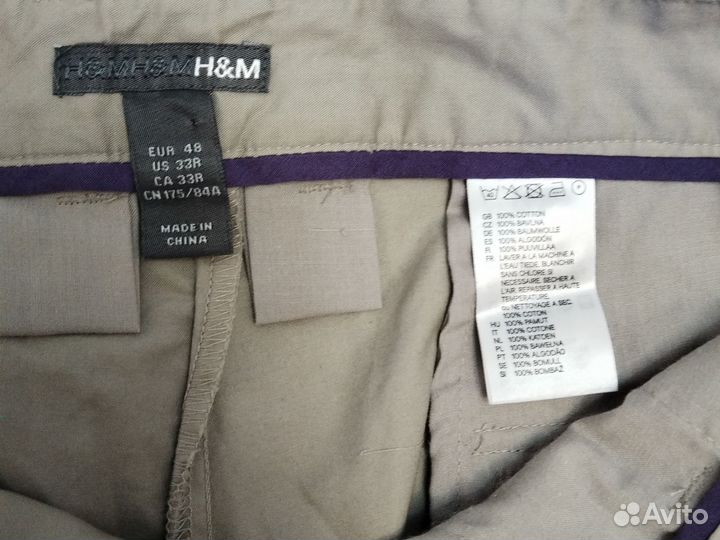 H&MH&MH&M
EUR 48
US 33R
CA 33R
CN 175/84A
MADE IN
CHINA
GB 100% COTTON
CZ 100% BAVLNA
DE 100% BAUMWOLLE
ES 100% ALGODÓN
FI 100% PUUVILLAA
FR LAVER A LA MACHINE A
L'EAU TIEDE. BLANCHIR
SANS CHLORE SI
NECESSAIRE. SECHER A
L'AIR. REPASSER A HAUTE
TEMPERATURE.
ou NETTOYAGE A SEC.
100% COTON
HU 100% PAMUT
IT 100% COTONE
NL 100% KATOEN
PL 100% BAWEŁNA
PT 100% ALGODÃO
SE 100% BOMULL
SI 100% BOMBAŽ
Avito